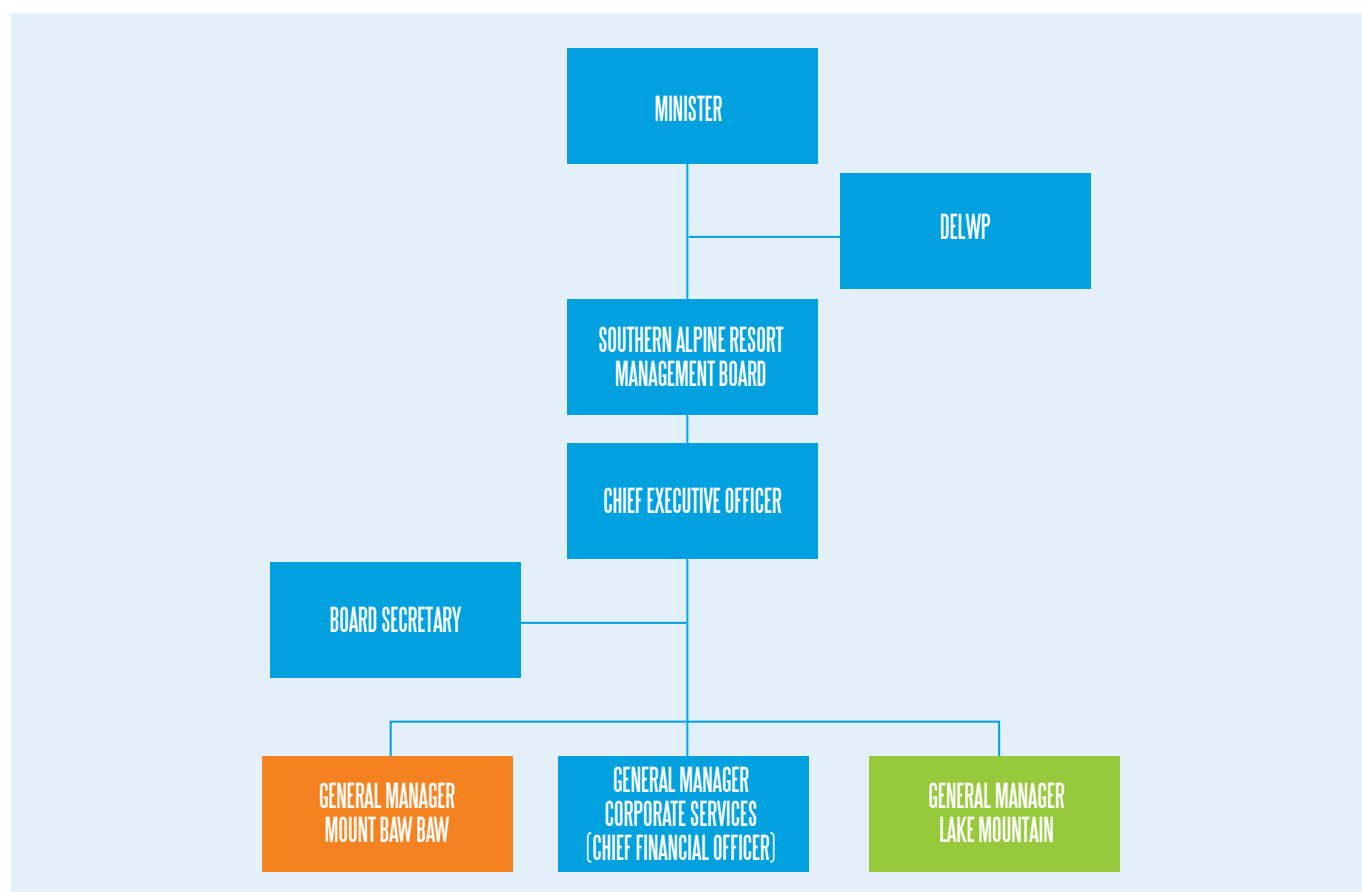 MINISTER
DELWP
SOUTHERN ALPINE RESORT
MANAGEMENT BOARD
CHIEF EXECUTIVE OFFICER
BOARD SECRETARY
GENERAL MANAGER
MOUNT BAW BAW
GENERAL MANAGER
CORPORATE SERVICES
(CHIEF FINANCIAL OFFICER)
GENERAL MANAGER
LAKE MOUNTAIN